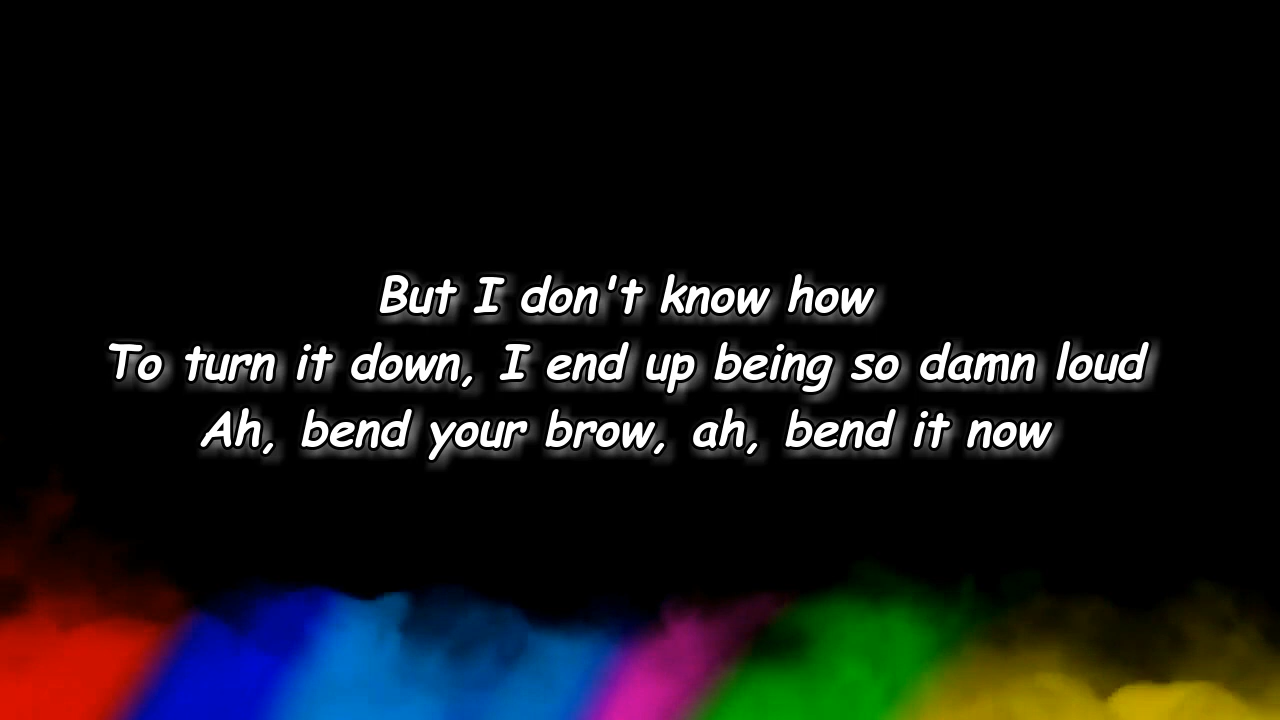 But I don't know how
To turn it down, I end up being so damn loud
Ah, bend your brow, ah, bend it now